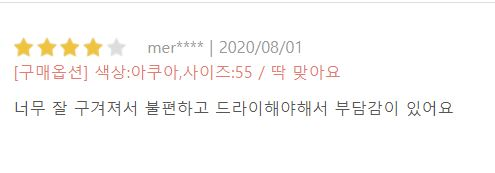 mer**** | 2020/08/01
[구매옵션] 색상:아쿠아,사이즈:55 / 딱 맞아요
너무 잘 구겨져서 불편하고 드라이해야해서 부담감이 있어요